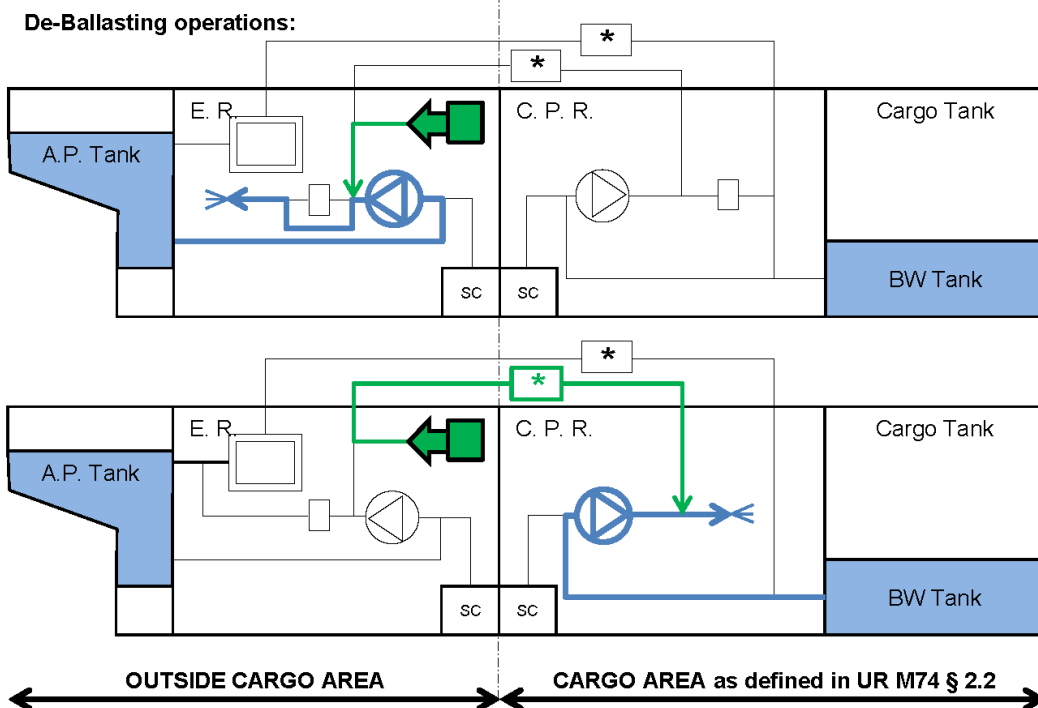 De-Ballasting operations:
*
*
E. R.
C. P. R.
Cargo Tank
A.P. Tank
BW Tank
SC
SC
*
*
E. R.
C. P. R.
Cargo Tank
A.P. Tank
BW Tank
SC
SC
OUTSIDE CARGO AREA
CARGO AREA as defined in UR M74 § 2.2